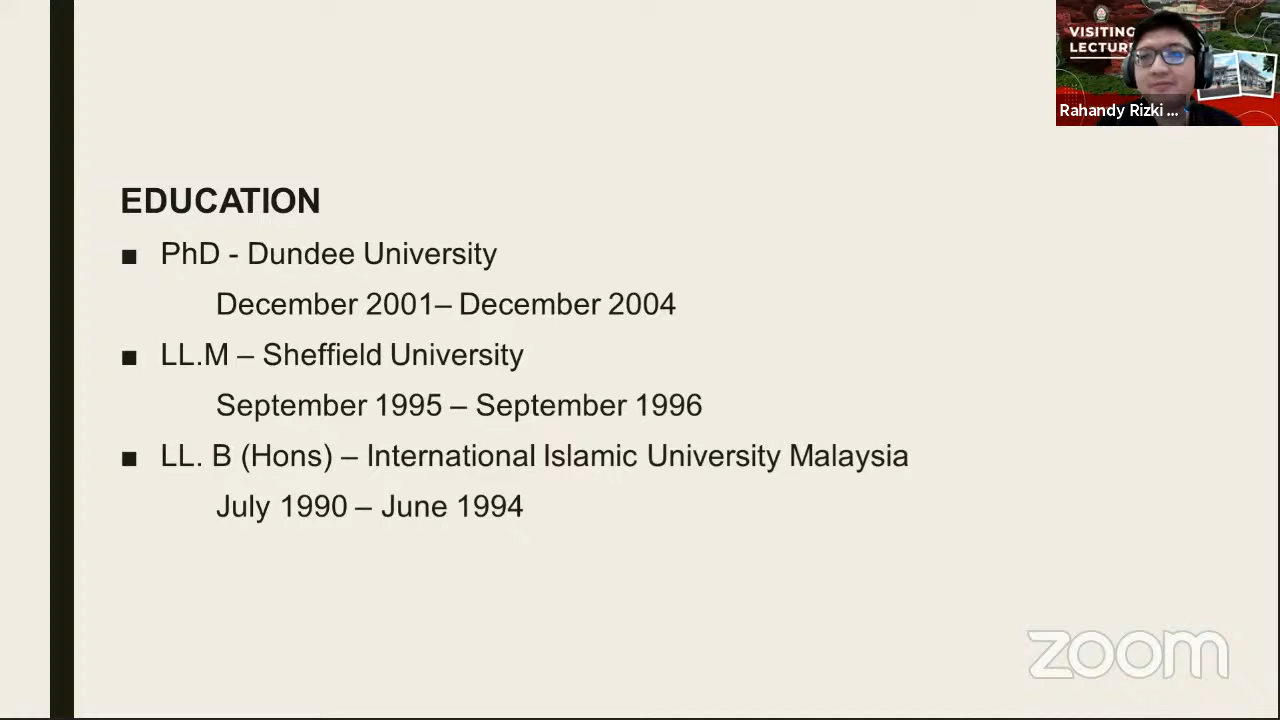 VISITING
LECTUR
Rahandy Rizki ...
EDUCATION
■ PhD - Dundee University
December 2001– December 2004
■ LL.M – Sheffield University
September 1995 – September 1996
■ LL. B (Hons) – International Islamic University Malaysia
July 1990 – June 1994
zoom